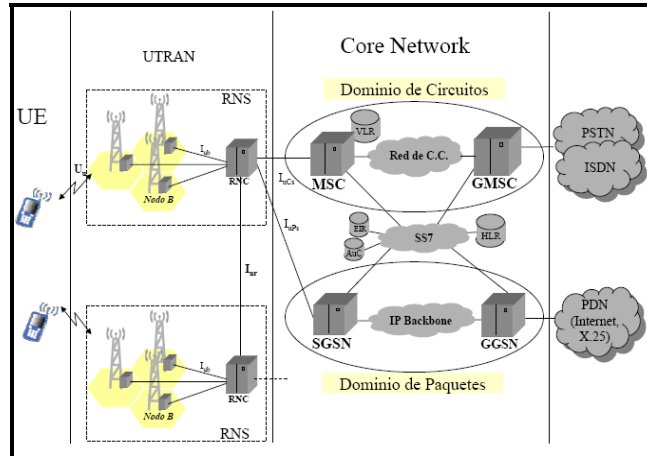 UE
UTRAN
Core Network
RNS
Dominio de Circuitos
Uu
Iub
Nodo B
RNC
IuCs
VLR
MSC
Red de C.C.
GMSC
PSTN
ISDN
IuPs
Iur
EIR
AuC
SS7
HLR
SGSN
IP Backbone
GGSN
PDN
(Internet,
X.25)
Iub
Nodo B
RNC
RNS
Dominio de Paquetes